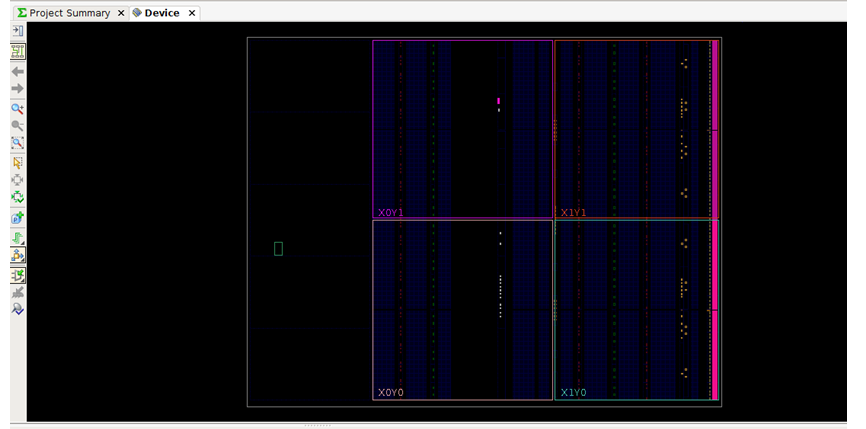 Project Summary
Device
X0Y1
X1Y1
X0Y0
X1Y0